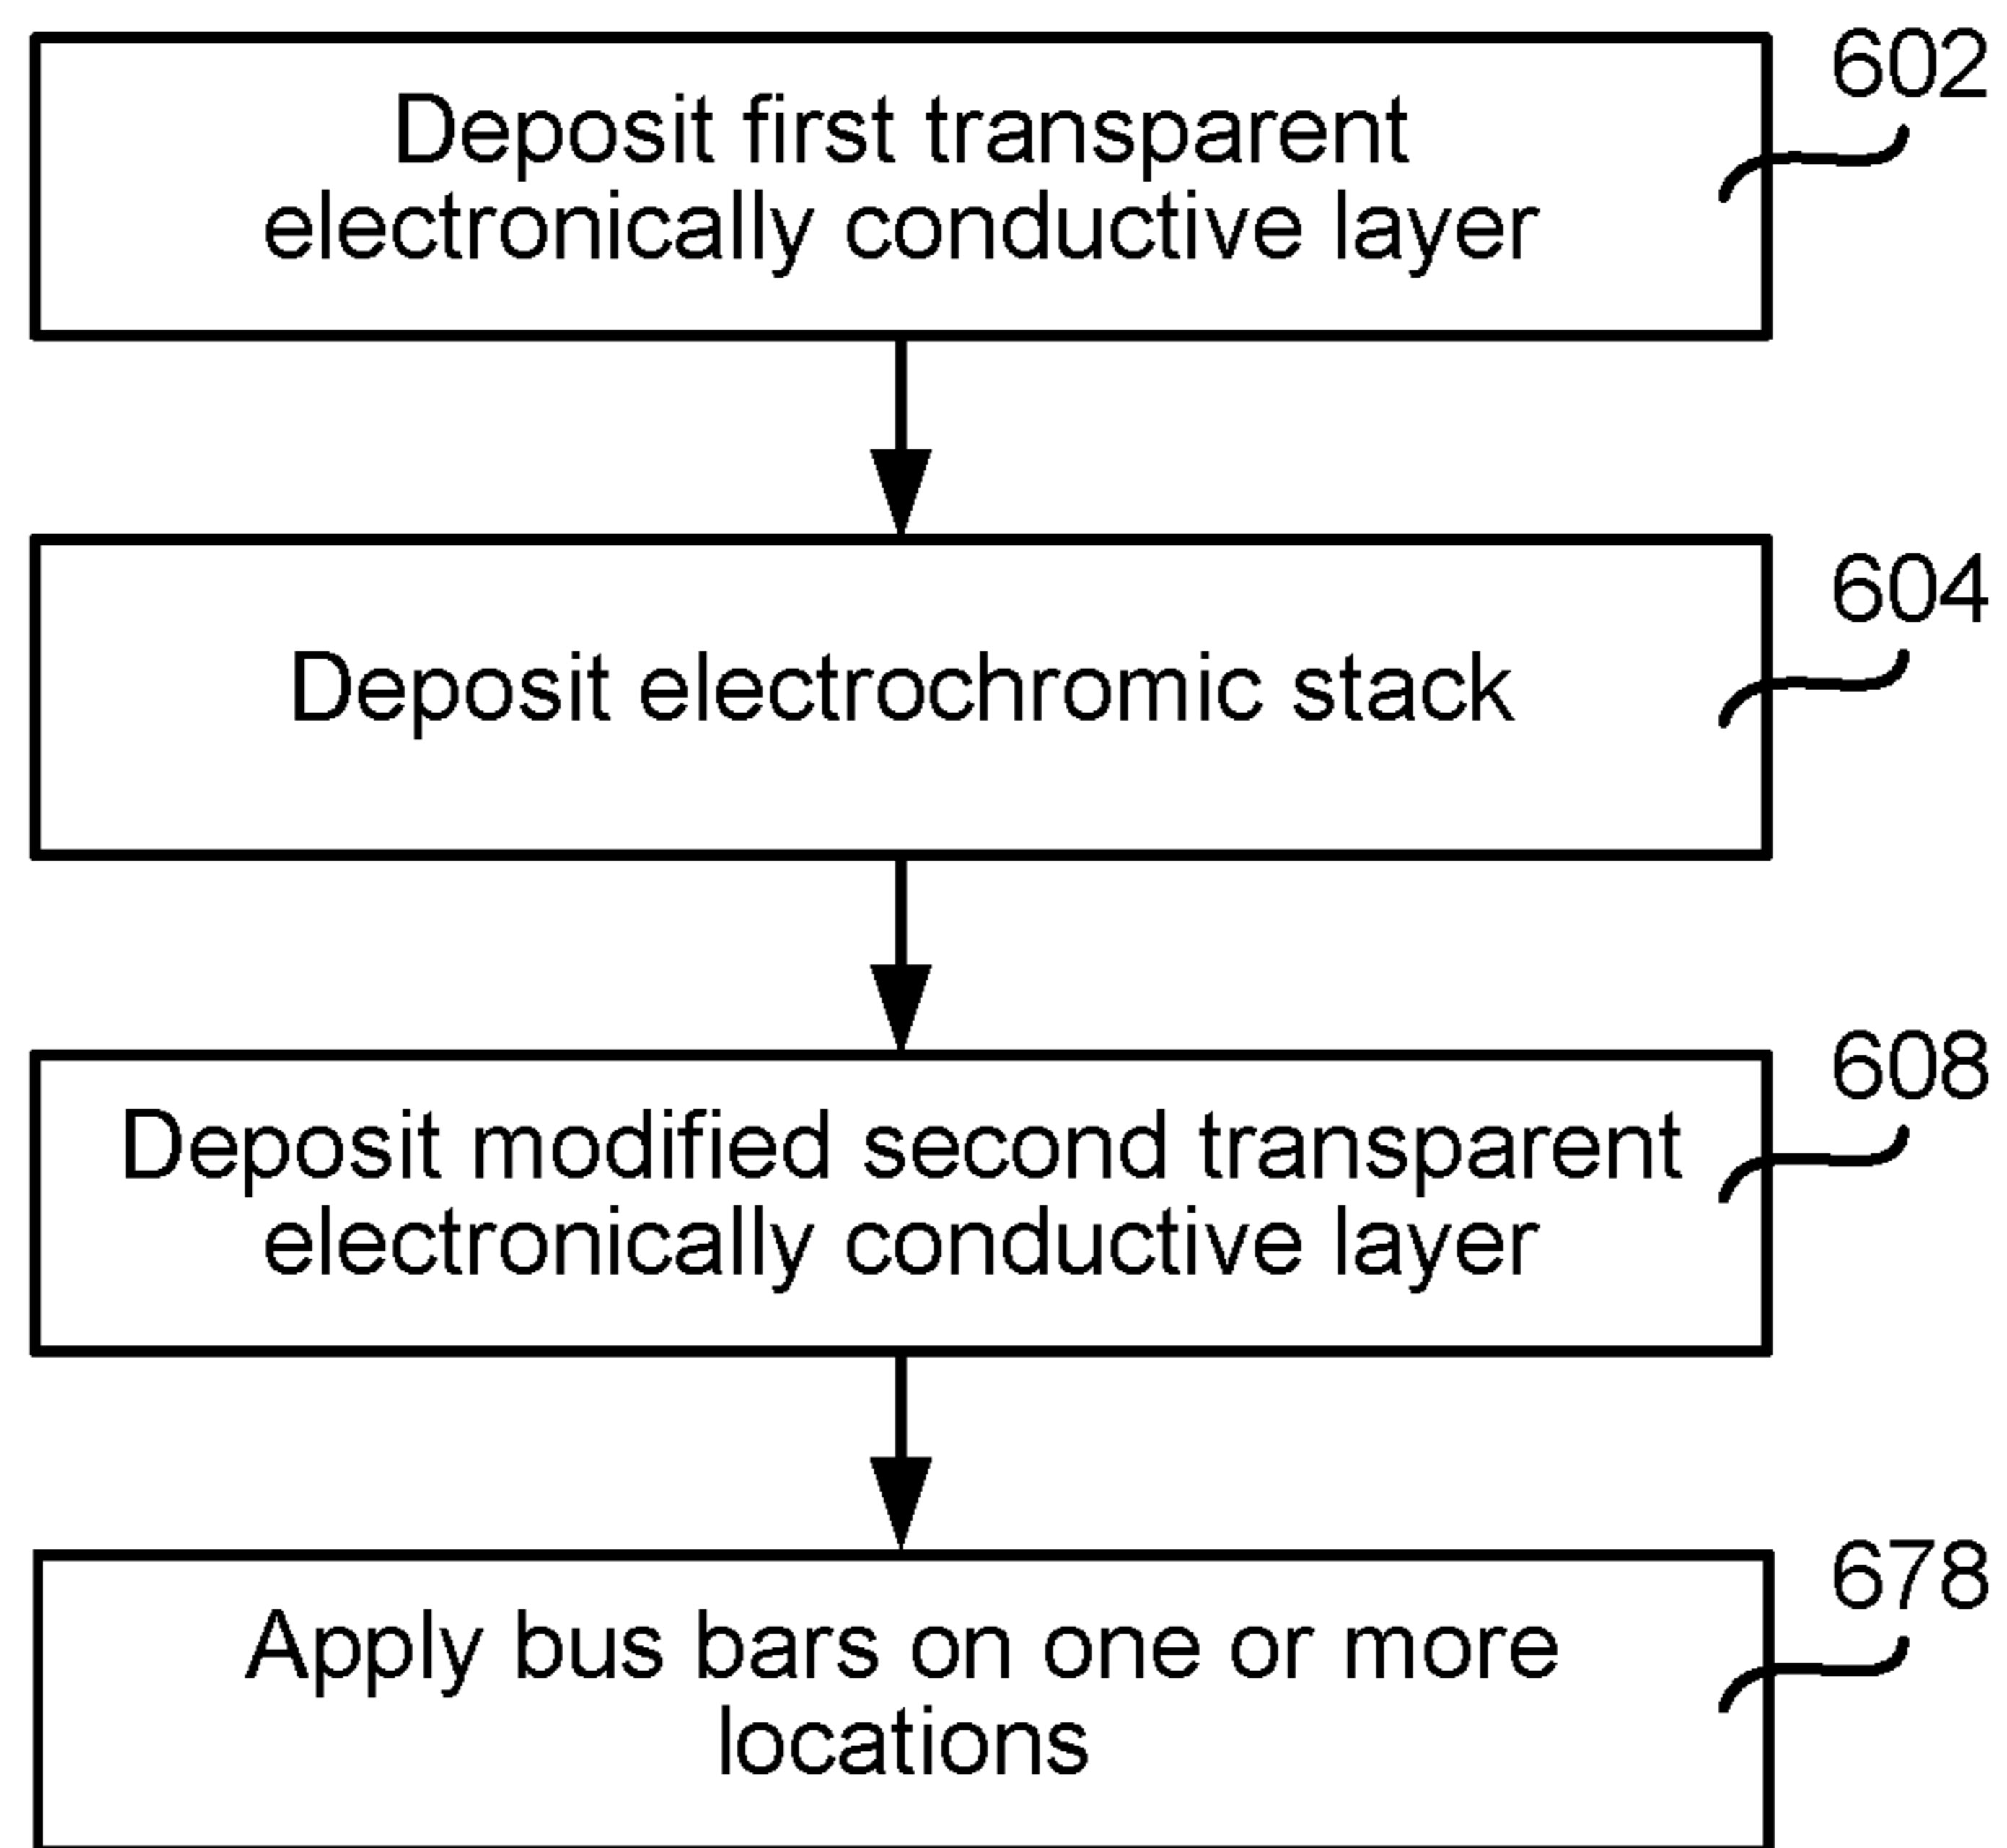 602
Deposit first transparent
electronically conductive layer
604
Deposit electrochromic stack
608
Deposit modified second transparent
electronically conductive layer
678
Apply bus bars on one or more
locations